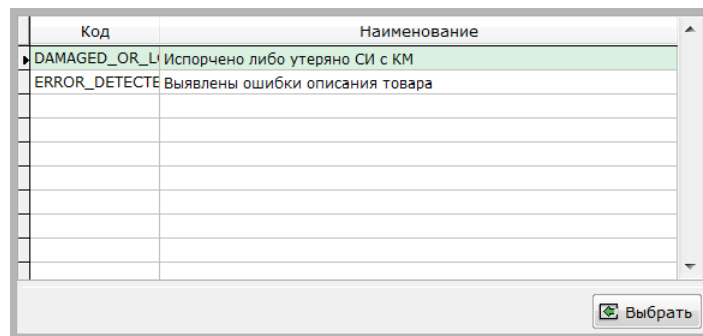 Код Наименование
DAMAGED_OR_L Испорчено либо утеряно СИ с КМ
ERROR_DETECTE Выявлены ошибки описания товара
Выбрать